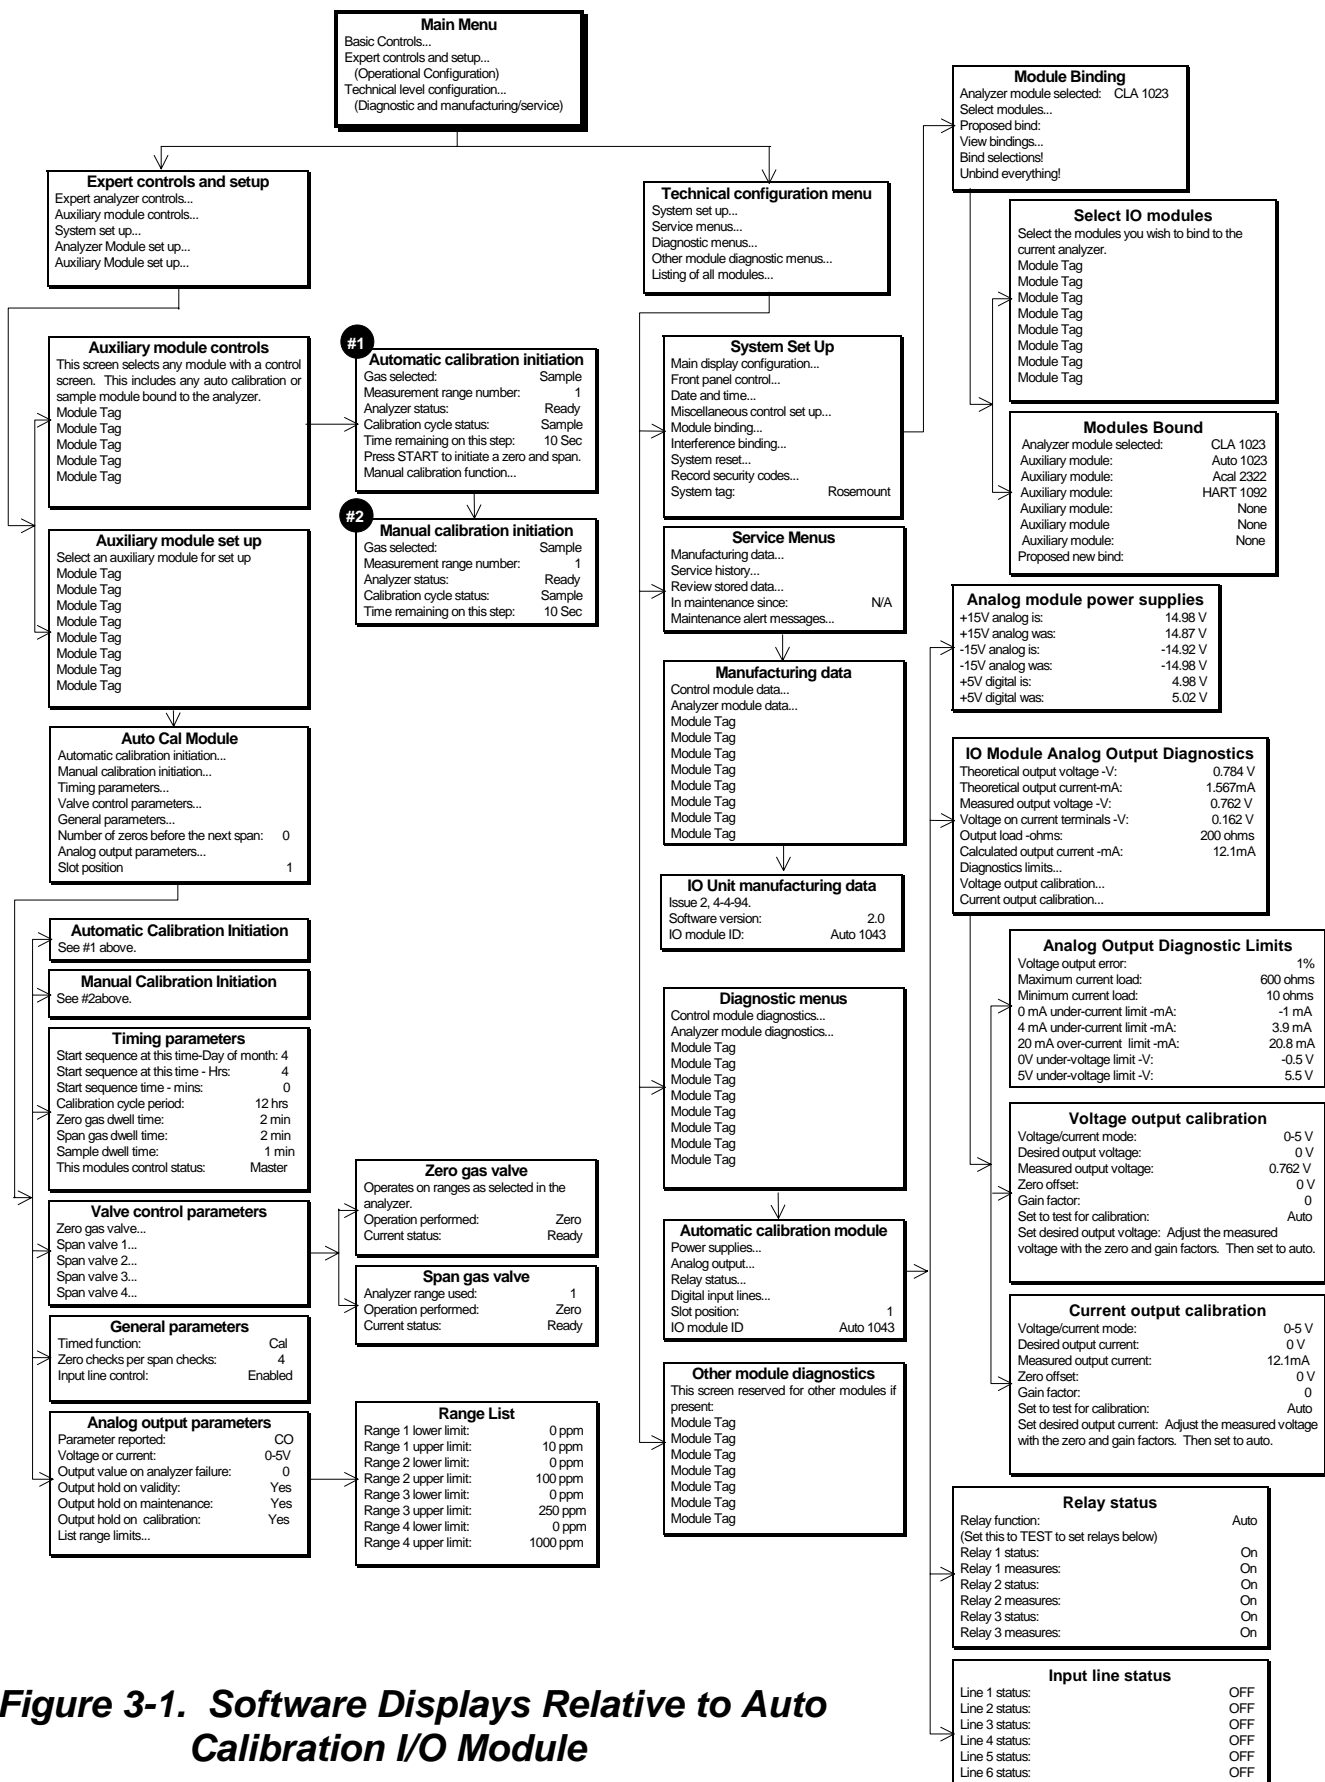 Main Menu
Basic Controls...
Expert controls and setup...
(Operational Configuration)
Technical level configuration...
(Diagnostic and manufacturing/service)
Expert controls and setup
Expert analyzer controls...
Auxiliary module controls...
System set up...
Analyzer Module set up...
Auxiliary Module set up...
Auxiliary module controls
This screen selects any module with a control
screen. This includes any auto calibration or
sample module bound to the analyzer.
Module Tag
Module Tag
Module Tag
Module Tag
Module Tag
#1
Automatic calibration initiation
Gas selected: Sample
Measurement range number: 1
Analyzer status: Ready
Calibration cycle status: Sample
Time remaining on this step: 10 Sec
Press START to initiate a zero and span.
Manual calibration function...
#2
Manual calibration initiation
Gas selected: Sample
Measurement range number: 1
Analyzer status: Ready
Calibration cycle status: Sample
Time remaining on this step: 10 Sec
Auxiliary module set up
Select an auxiliary module for set up
Module Tag
Module Tag
Module Tag
Module Tag
Module Tag
Module Tag
Module Tag
Module Tag
Auto Cal Module
Automatic calibration initiation...
Manual calibration initiation...
Timing parameters...
Valve control parameters...
General parameters...
Number of zeros before the next span: 0
Analog output parameters...
Slot position 1
Automatic Calibration Initiation
See #1 above.
Manual Calibration Initiation
See #2above.
Timing parameters
Start sequence at this time-Day of month: 4
Start sequence at this time - Hrs: 4
Start sequence time - mins: 0
Calibration cycle period: 12 hrs
Zero gas dwell time: 2 min
Span gas dwell time: 2 min
Sample dwell time: 1 min
This modules control status: Master
Valve control parameters
Zero gas valve...
Span valve 1...
Span valve 2...
Span valve 3...
Span valve 4...
Zero gas valve
Operates on ranges as selected in the
analyzer.
Operation performed: Zero
Current status: Ready
Span gas valve
Analyzer range used: 1
Operation performed: Zero
Current status: Ready
General parameters
Timed function: Cal
Zero checks per span checks: 4
Input line control: Enabled
Analog output parameters
Parameter reported: CO
Voltage or current: 0-5V
Output value on analyzer failure: 0
Output hold on validity: Yes
Output hold on maintenance: Yes
Output hold on calibration: Yes
List range limits...
Range List
Range 1 lower limit: 0 ppm
Range 1 upper limit: 10 ppm
Range 2 lower limit: 0 ppm
Range 2 upper limit: 100 ppm
Range 3 lower limit: 0 ppm
Range 3 upper limit: 250 ppm
Range 4 lower limit: 0 ppm
Range 4 upper limit: 1000 ppm
Technical configuration menu
System set up...
Service menus...
Diagnostic menus...
Other module diagnostic menus...
Listing of all modules...
System Set Up
Main display configuration...
Front panel control...
Date and time...
Miscellaneous control set up...
Module binding...
Interference binding...
System reset...
Record security codes...
System tag: Rosemount
Service Menus
Manufacturing data...
Service history...
Review stored data...
In maintenance since: N/A
Maintenance alert messages...
Manufacturing data
Control module data...
Analyzer module data...
Module Tag
Module Tag
Module Tag
Module Tag
Module Tag
Module Tag
Module Tag
Module Tag
IO Unit manufacturing data
Issue 2, 4-4-94.
Software version: 2.0
IO module ID: Auto 1043
Diagnostic menus
Control module diagnostics...
Analyzer module diagnostics...
Module Tag
Module Tag
Module Tag
Module Tag
Module Tag
Module Tag
Module Tag
Module Tag
Automatic calibration module
Power supplies...
Analog output...
Relay status...
Digital input lines...
Slot position: 1
IO module ID Auto 1043
Other module diagnostics
This screen reserved for other modules if
present:
Module Tag
Module Tag
Module Tag
Module Tag
Module Tag
Module Tag
Module Tag
Module Binding
Analyzer module selected: CLA 1023
Select modules...
Proposed bind:
View bindings...
Bind selections!
Unbind everything!
Select IO modules
Select the modules you wish to bind to the
current analyzer.
Module Tag
Module Tag
Module Tag
Module Tag
Module Tag
Module Tag
Module Tag
Module Tag
Modules Bound
Analyzer module selected: CLA 1023
Auxiliary module: Auto 1023
Auxiliary module: Acal 2322
Auxiliary module: HART 1092
Auxiliary module: None
Auxiliary module None
Auxiliary module: None
Proposed new bind:
Analog module power supplies
+15V analog is: 14.98 V
+15V analog was: 14.87 V
-15V analog is: -14.92 V
-15V analog was: -14.98 V
+5V digital is: 4.98 V
+5V digital was: 5.02 V
IO Module Analog Output Diagnostics
Theoretical output voltage -V: 0.784 V
Theoretical output current-mA: 1.567mA
Measured output voltage -V: 0.762 V
Voltage on current terminals -V: 0.162 V
Output load -ohms: 200 ohms
Calculated output current -mA: 12.1mA
Diagnostics limits...
Voltage output calibration...
Current output calibration...
Analog Output Diagnostic Limits
Voltage output error: 1%
Maximum current load: 600 ohms
Minimum current load: 10 ohms
0 mA under-current limit -mA: -1 mA
4 mA under-current limit -mA: 3.9 mA
20 mA over-current limit -mA: 20.8 mA
0V under-voltage limit -V: -0.5 V
5V under-voltage limit -V: 5.5 V
Voltage output calibration
Voltage/current mode: 0-5 V
Desired output voltage: 0 V
Measured output voltage: 0.762 V
Zero offset: 0 V
Gain factor: 0
Set to test for calibration: Auto
Set desired output voltage: Adjust the measured
voltage with the zero and gain factors. Then set to auto.
Current output calibration
Voltage/current mode: 0-5 V
Desired output current: 0 V
Measured output current: 12.1mA
Zero offset: 0 V
Gain factor: 0
Set to test for calibration: Auto
Set desired output current: Adjust the measured voltage
with the zero and gain factors. Then set to auto.
Relay status
Relay function: Auto
(Set this to TEST to set relays below)
Relay 1 status: On
Relay 1 measures: On
Relay 2 status: On
Relay 2 measures: On
Relay 3 status: On
Relay 3 measures: On
Input line status
Line 1 status: OFF
Line 2 status: OFF
Line 3 status: OFF
Line 4 status: OFF
Line 5 status: OFF
Line 6 status: OFF
Figure 3-1. Software Displays Relative to Auto
Calibration I/O Module